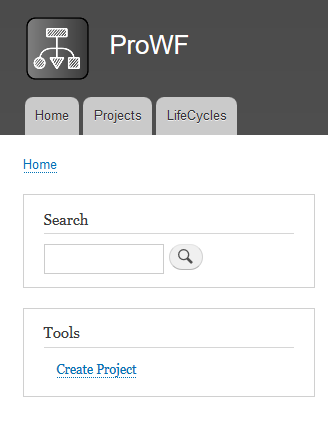 ProWF
Home Projects LifeCycles
Home
Search
Tools
Create Project